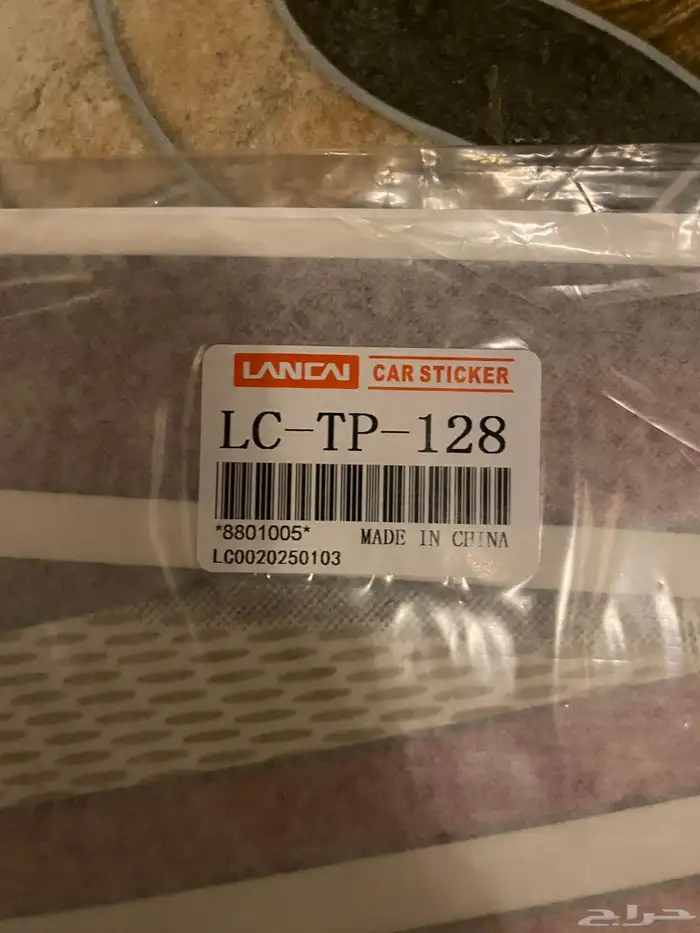 LANCAI CAR STICKER
LC-TP-128
*8801005* MADE IN CHINA
LC0020250103
حراج